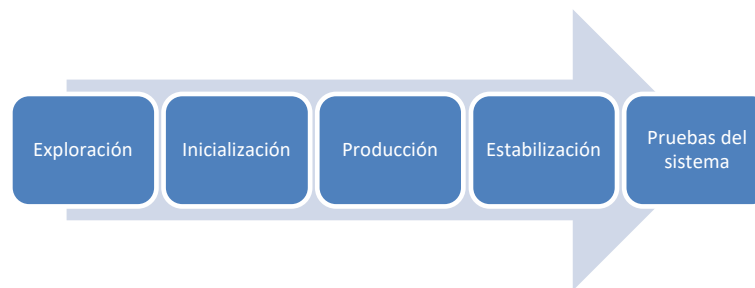 Exploración
Inicialización
Producción
Estabilización
Pruebas del
sistema